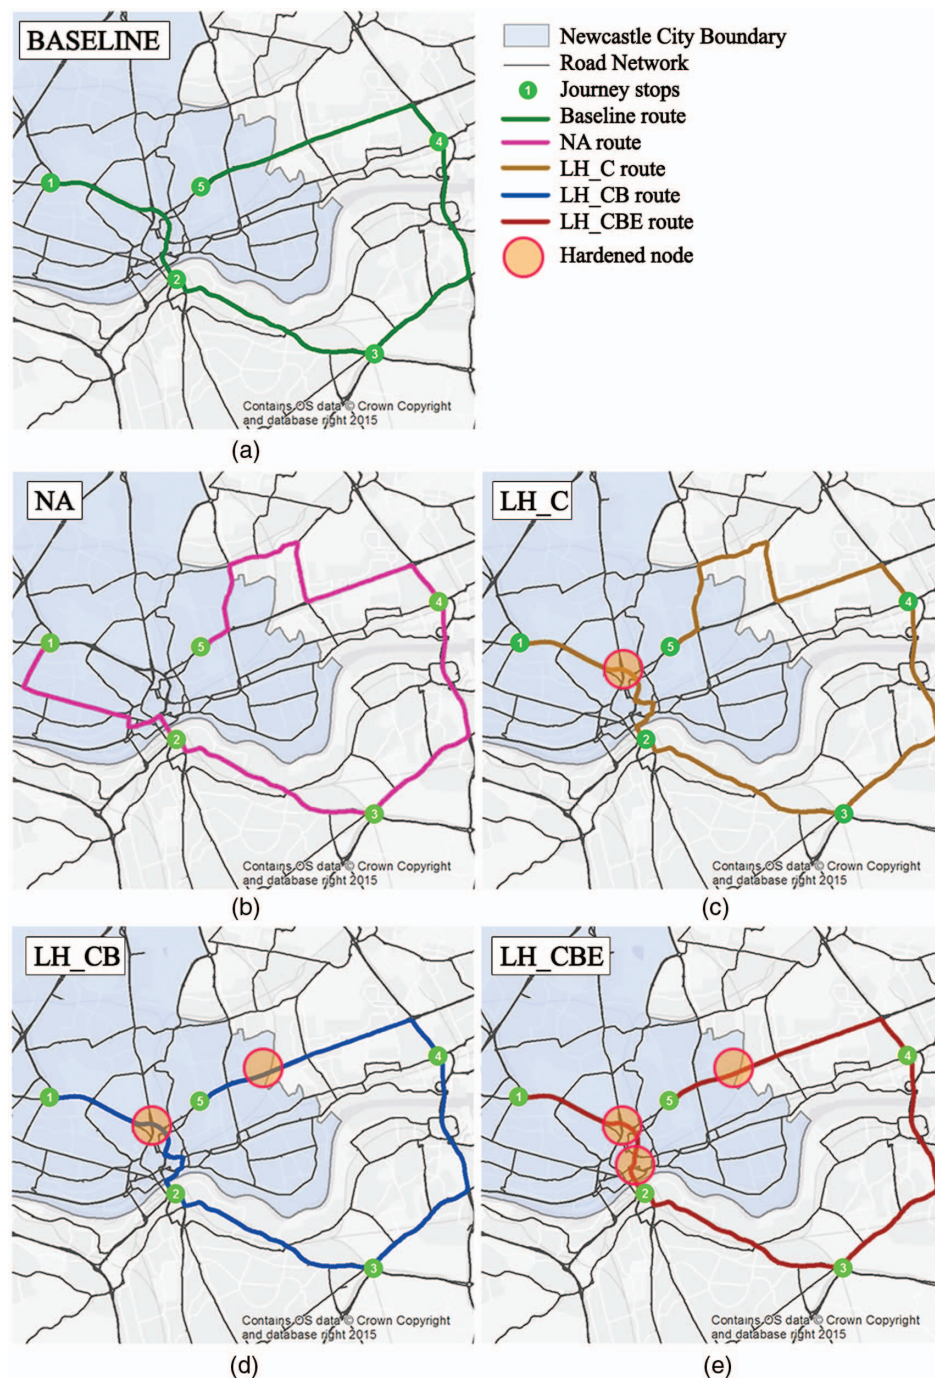 BASELINE
1
2
3
4
5
Contains OS data © Crown Copyright
and database right 2015
(a)
Newcastle City Boundary
Road Network
1 Journey stops
Baseline route
NA route
LH_C route
LH_CB route
LH_CBE route
Hardened node
NA
1
2
3
4
5
Contains OS data © Crown Copyright
and database right 2015
(b)
LH_C
1
2
3
4
5
Contains OS data © Crown Copyright
and database right 2015
(c)
LH_CB
1
2
3
4
5
Contains OS data © Crown Copyright
and database right 2015
(d)
LH_CBE
1
2
3
4
5
Contains OS data © Crown Copyright
and database right 2015
(e)